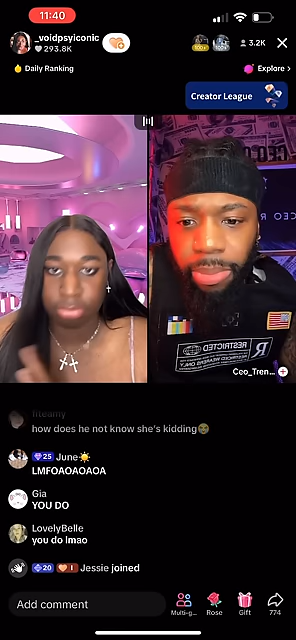 11:40
_voidpsyiconic
293.8K
3.2K
Daily Ranking
Explore >
Creator League
RESTRICTED
Ceo_Tren...
how does he not know she's kidding😭
25 June☀️
LMFOAOAOAOA
Gia
YOU DO
LovelyBelle
you do lmao
20 I Jessie joined
Add comment
Multi-g...
Rose
Gift
774